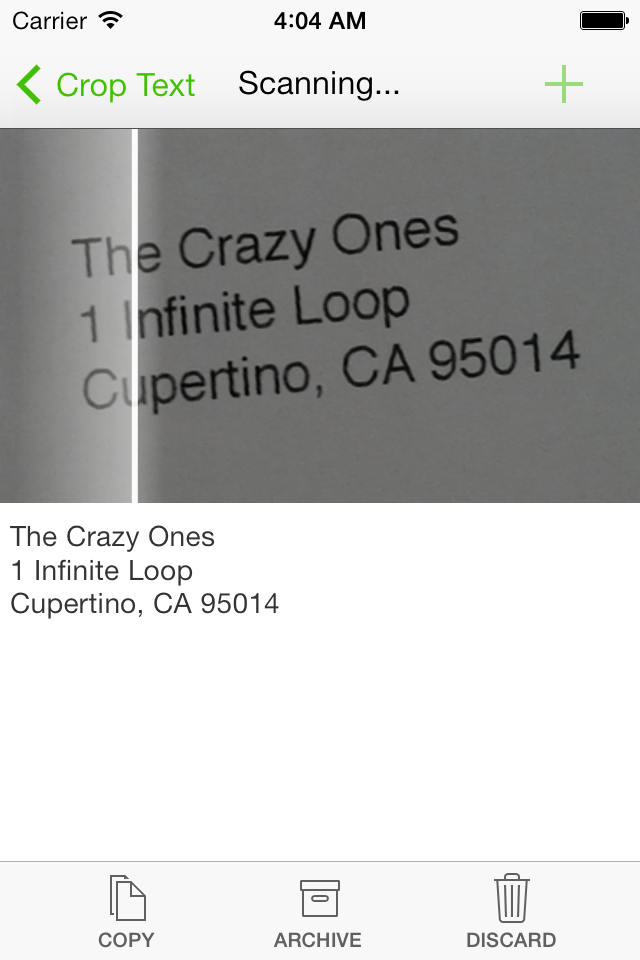 Carrier 4:04 AM
Crop Text Scanning...
The Crazy Ones
1 Infinite Loop
Cupertino, CA 95014
The Crazy Ones
1 Infinite Loop
Cupertino, CA 95014
COPY ARCHIVE DISCARD